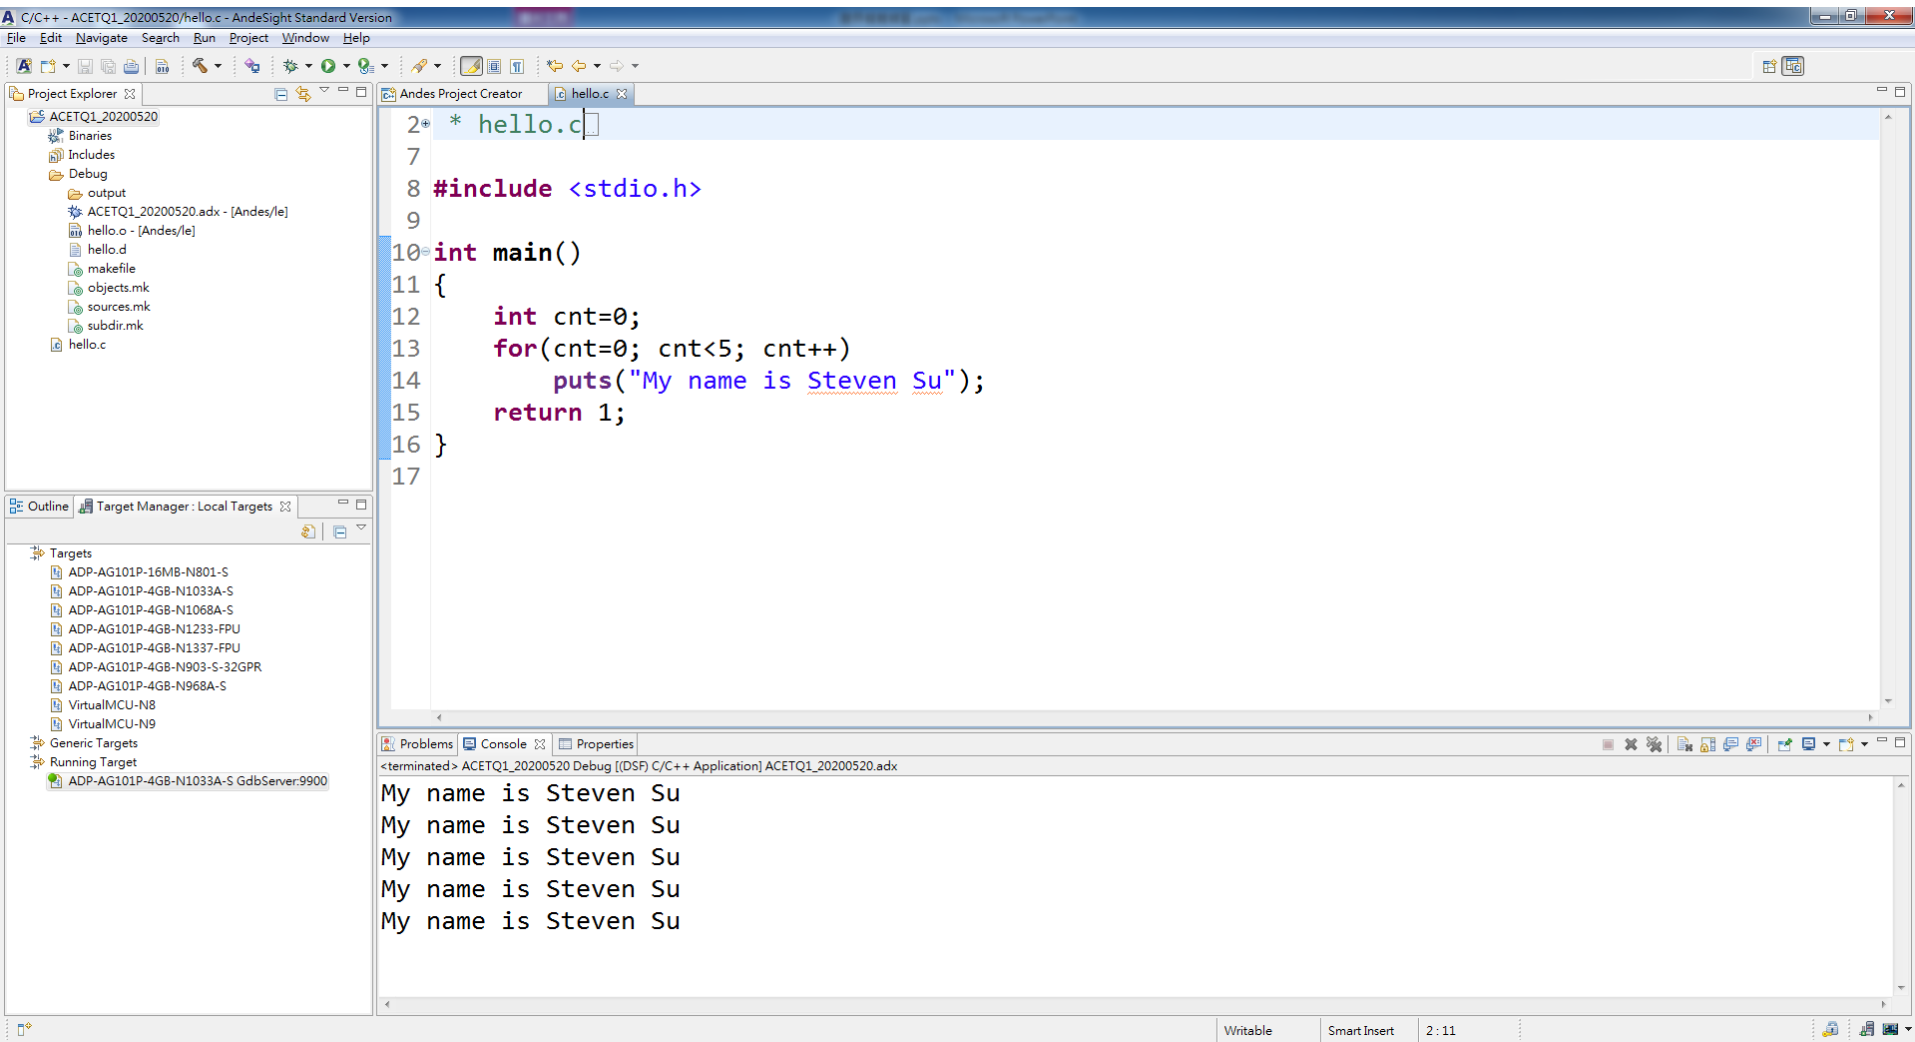 C/C++ - ACETQ1_20200520/hello.c - AndeSight Standard Version
File Edit Navigate Search Run Project Window Help
Project Explorer
ACETQ1_20200520
Binaries
Includes
Debug
output
ACETQ1_20200520.adx - [Andes/le]
hello.o - [Andes/le]
hello.d
makefile
objects.mk
sources.mk
subdir.mk
hello.c
Outline Target Manager : Local Targets
Targets
ADP-AG101P-16MB-N801-S
ADP-AG101P-4GB-N1033A-S
ADP-AG101P-4GB-N1068A-S
ADP-AG101P-4GB-N1233-FPU
ADP-AG101P-4GB-N1337-FPU
ADP-AG101P-4GB-N903-S-32GPR
ADP-AG101P-4GB-N968A-S
VirtualMCU-N8
VirtualMCU-N9
Generic Targets
Running Target
ADP-AG101P-4GB-N1033A-S GdbServer:9900
Andes Project Creator hello.c
2 * hello.c
7
8 #include <stdio.h>
9
10 int main()
11 {
12 int cnt=0;
13 for(cnt=0; cnt<5; cnt++)
14 puts("My name is Steven Su");
15 return 1;
16 }
17
Problems Console Properties
<terminated> ACETQ1_20200520 Debug [(DSF) C/C++ Application] ACETQ1_20200520.adx
My name is Steven Su
My name is Steven Su
My name is Steven Su
My name is Steven Su
My name is Steven Su
Writable Smart Insert 2 : 11